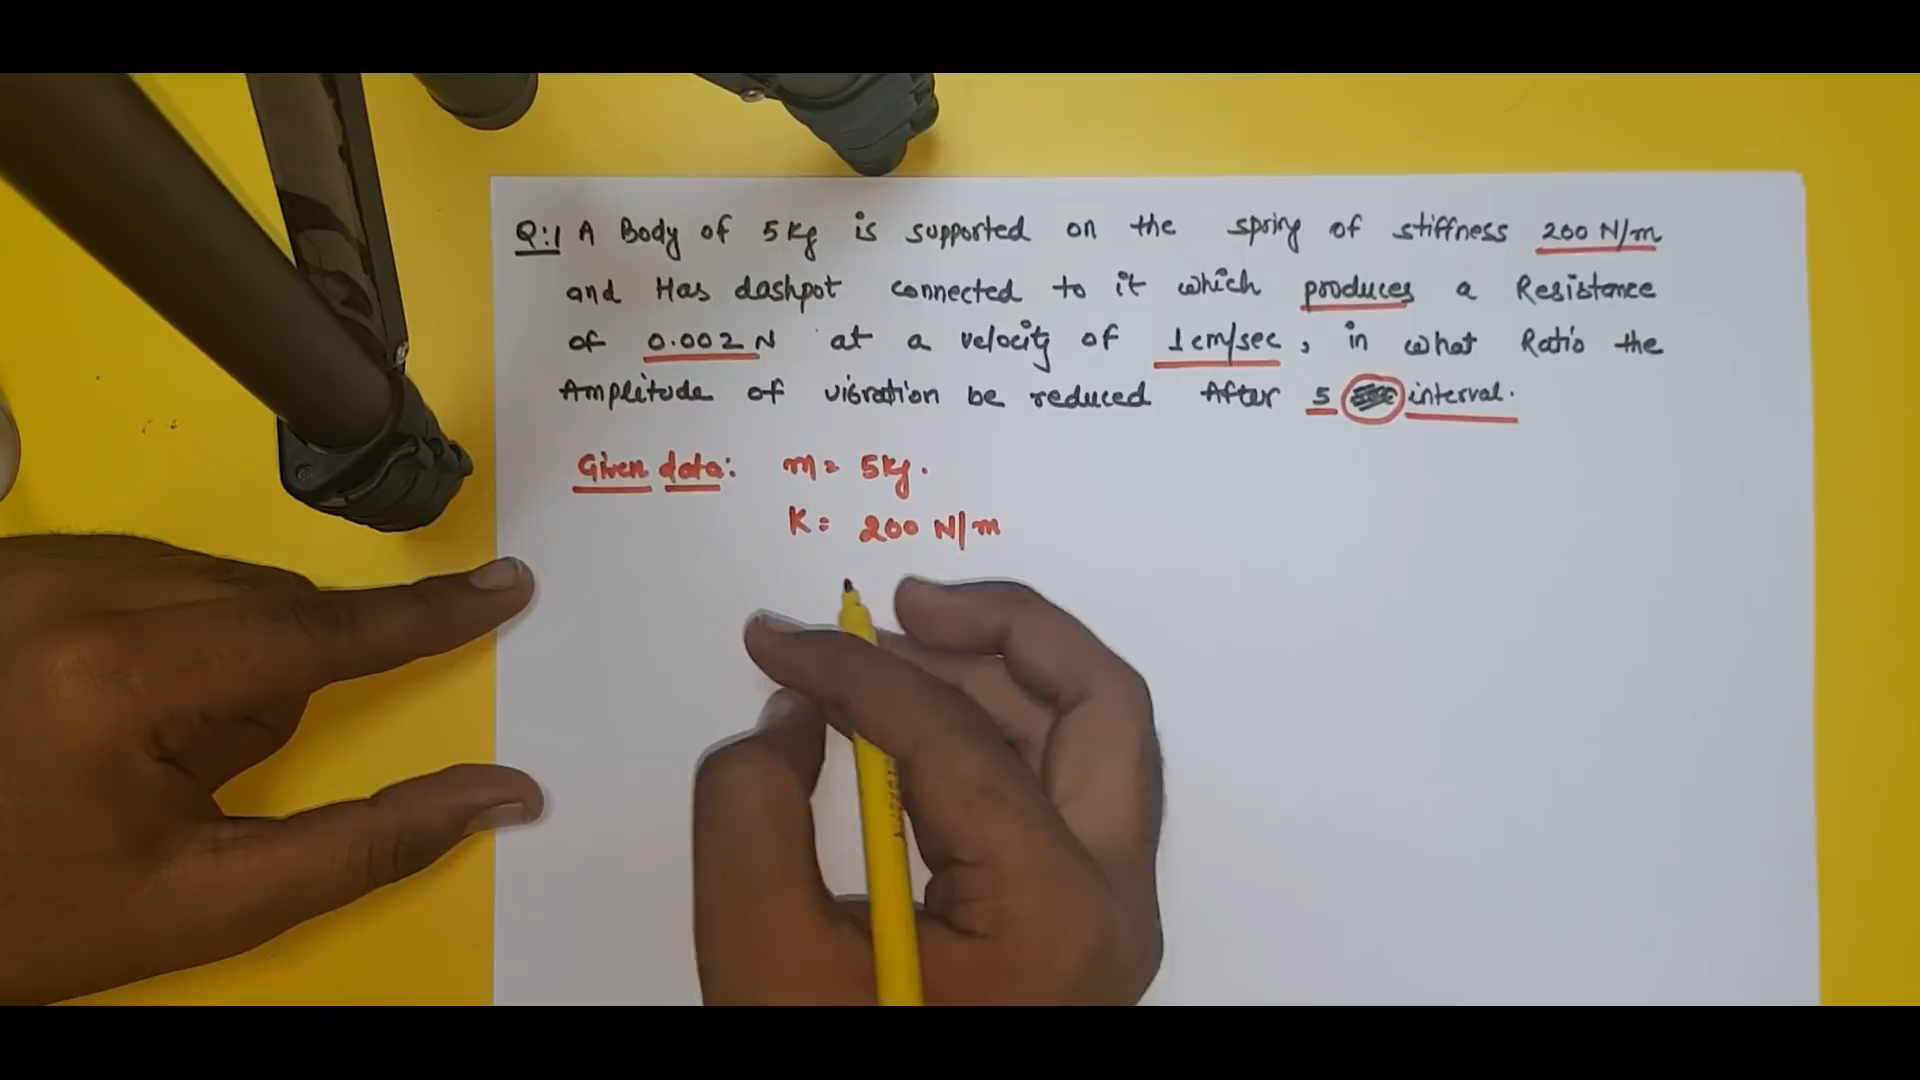 Q:1 A Body of 5kg is supported on the spring of stiffness 200 N/m
and Has dashpot connected to it which produces a Resistance
of 0.002 N at a velocity of 1 cm/sec, in what Ratio the
Amplitude of vibration be reduced After 5 interval.
Given data: m = 5kg.
K = 200 N/m